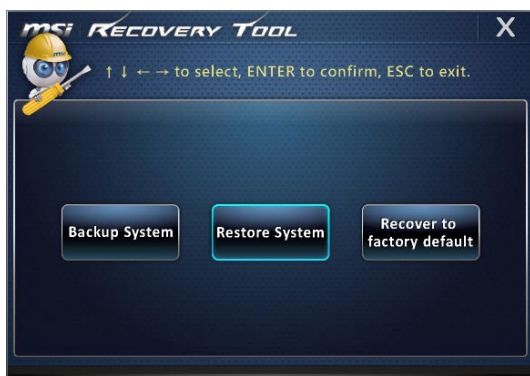 msi RECOVERY TOOL X
↑ ↓ ← → to select, ENTER to confirm, ESC to exit.
Backup System
Restore System
Recover to
factory default